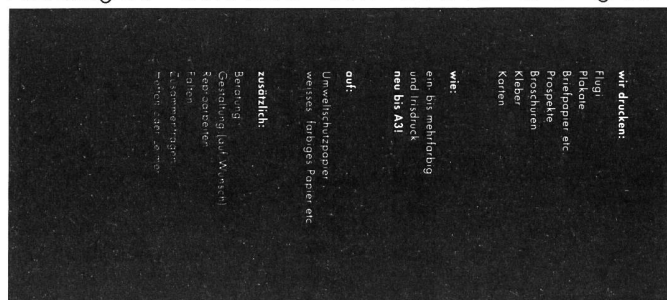 wir drucken:
Flugi
Plakate
Briefpapier etc
Prospekte
Broschüren
Kleber
Karten
wie:
ein- bis mehrfarbig
und Irisdruck
neu bis A3!
auf:
Umweltschutzpapier,
weisses farbiges Papier etc
zusätzlich:
Beratung
Gestaltung (auf Wunsch)
Reproarbeiten
Falten
Zusammentragen